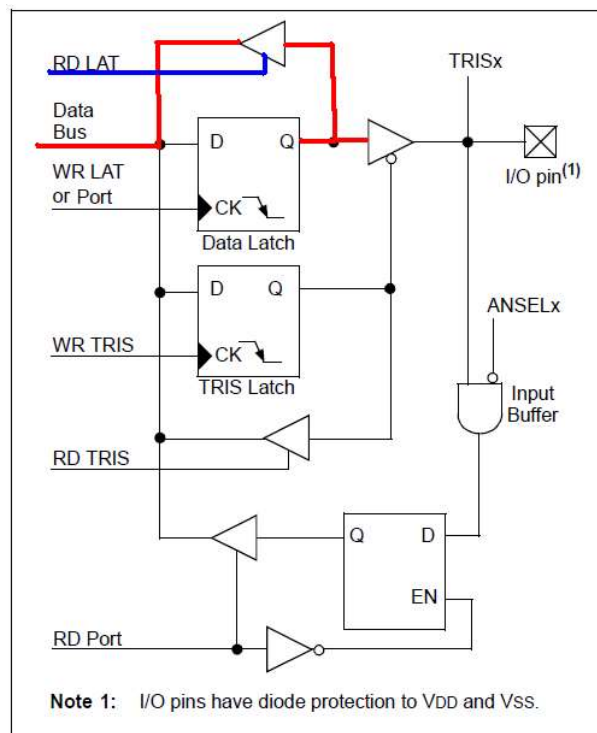 RD LAT
TRISx
Data
Bus
D Q
I/O pin(1)
WR LAT
or Port
CK
Data Latch
D Q
ANSELx
WR TRIS
CK
TRIS Latch
Input
Buffer
RD TRIS
Q D
EN
RD Port
Note 1: I/O pins have diode protection to VDD and VSS.